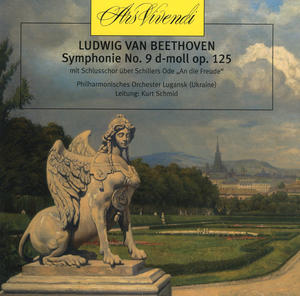 Ars Vivendi
LUDWIG VAN BEETHOVEN
Symphonie No. 9 d-moll op. 125
mit Schlusschor über Schillers Ode „An die Freude“
Philharmonisches Orchester Lugansk (Ukraine)
Leitung: Kurt Schmid